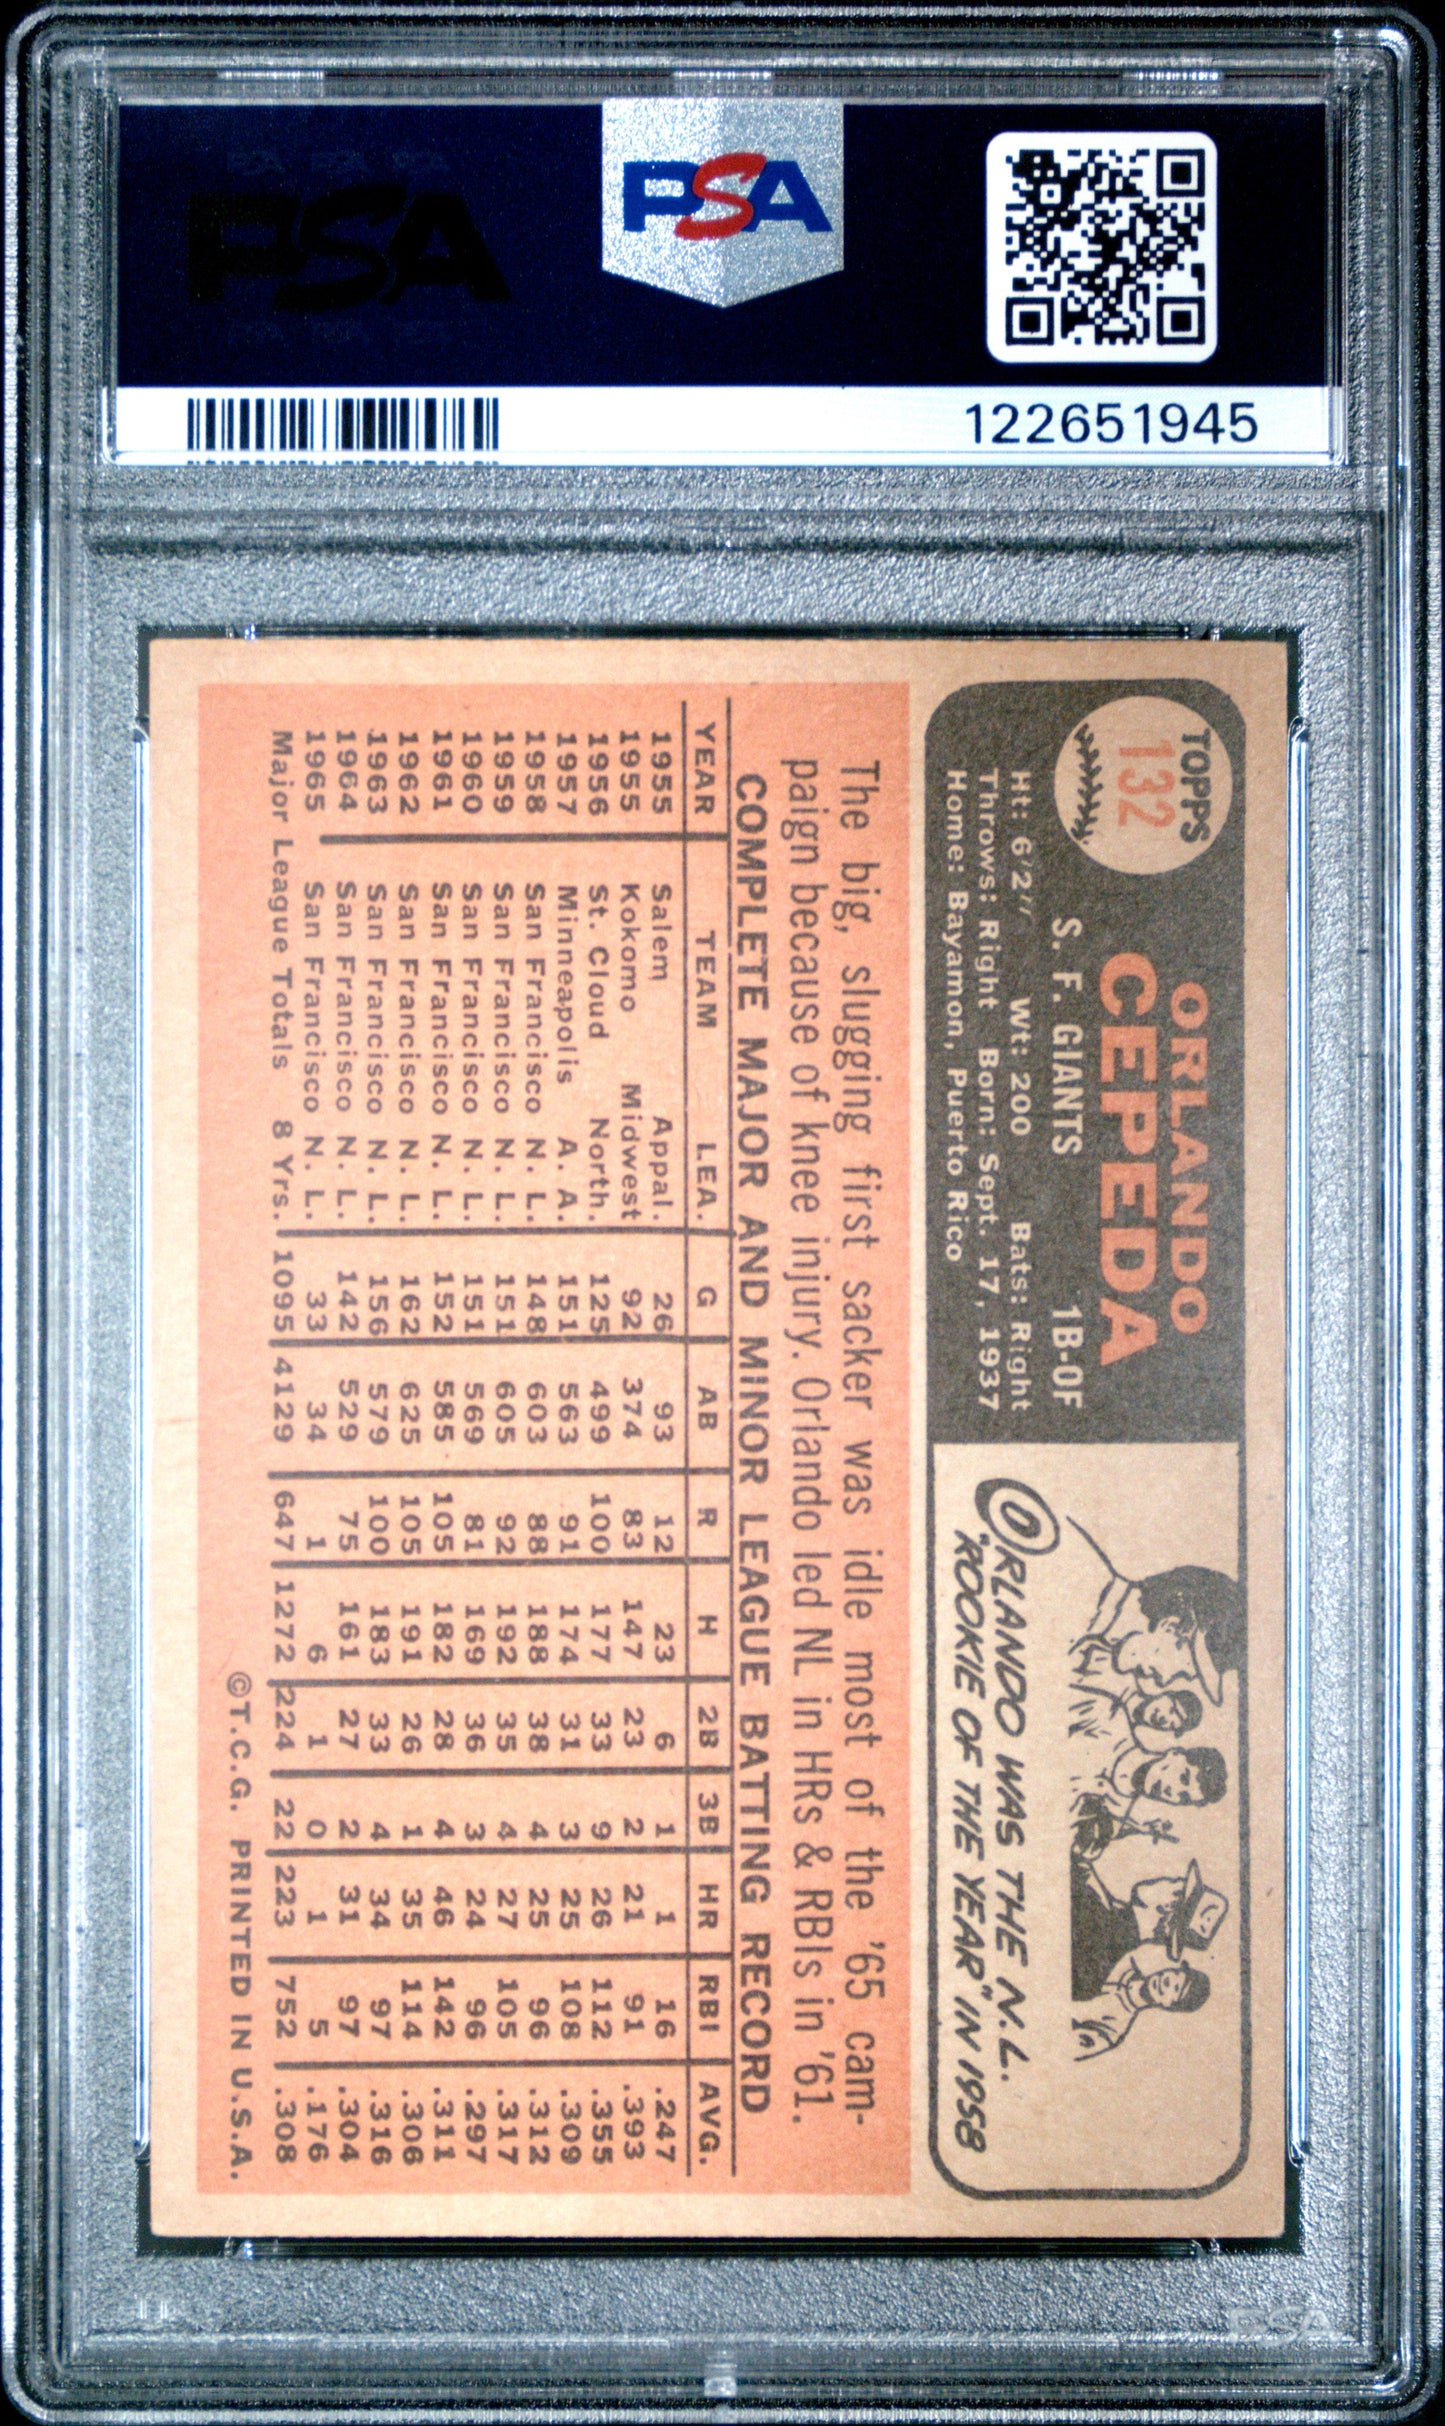 PSA
PSA
122651945
TOPPS
132
ORLANDO
CEPEDA
S. F. GIANTS 1B-OF
Ht: 6'2" Wt: 200 Bats: Right
Throws: Right Born: Sept. 17, 1937
Home: Bayamon, Puerto Rico
ORLANDO WAS THE N.L.
"ROOKIE OF THE YEAR" IN 1958
The big, slugging first sacker was idle most of the '65 cam-
paign because of knee injury. Orlando led NL in HRs & RBIs in '61.
COMPLETE MAJOR AND MINOR LEAGUE BATTING RECORD
YEAR TEAM LEA. G AB R H 2B 3B HR RBI AVG.
1955 Salem Appal. 26 93 12 23 6 1 1 16 .247
1955 Kokomo Midwest 92 374 83 147 23 2 21 91 .393
1956 St. Cloud North. 125 499 100 177 33 9 26 112 .355
1957 Minneapolis A. A. 151 563 91 174 31 3 25 108 .309
1958 San Francisco N. L. 148 603 88 188 38 4 25 96 .312
1959 San Francisco N. L. 151 605 92 192 35 4 27 105 .317
1960 San Francisco N. L. 151 569 81 169 36 3 24 96 .297
1961 San Francisco N. L. 152 585 105 182 28 4 46 142 .311
1962 San Francisco N. L. 162 625 105 191 26 1 35 114 .306
1963 San Francisco N. L. 156 579 100 183 33 4 34 97 .316
1964 San Francisco N. L. 142 529 75 161 27 2 31 97 .304
1965 San Francisco N. L. 33 34 1 6 1 0 1 5 .176
Major League Totals 8 Yrs. 1095 4129 647 1272 224 22 223 752 .308
©T.C.G. PRINTED IN U.S.A.
PSA